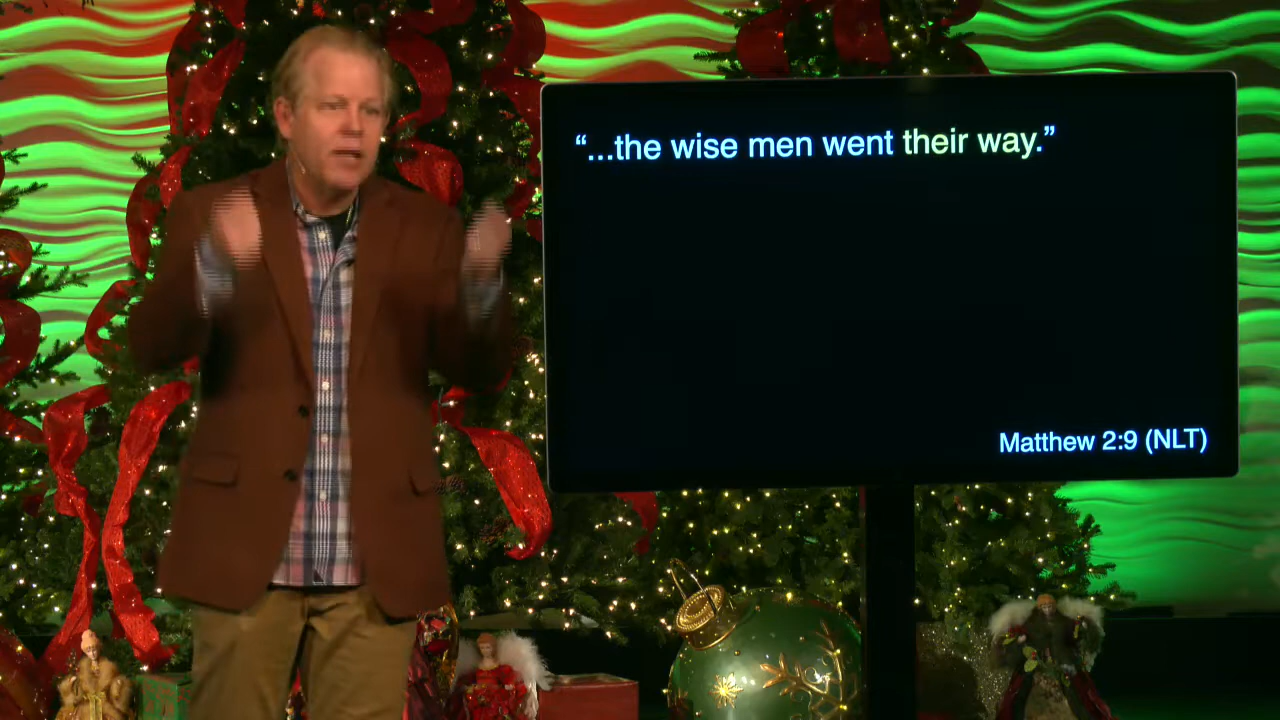 “...the wise men went their way.”
Matthew 2:9 (NLT)